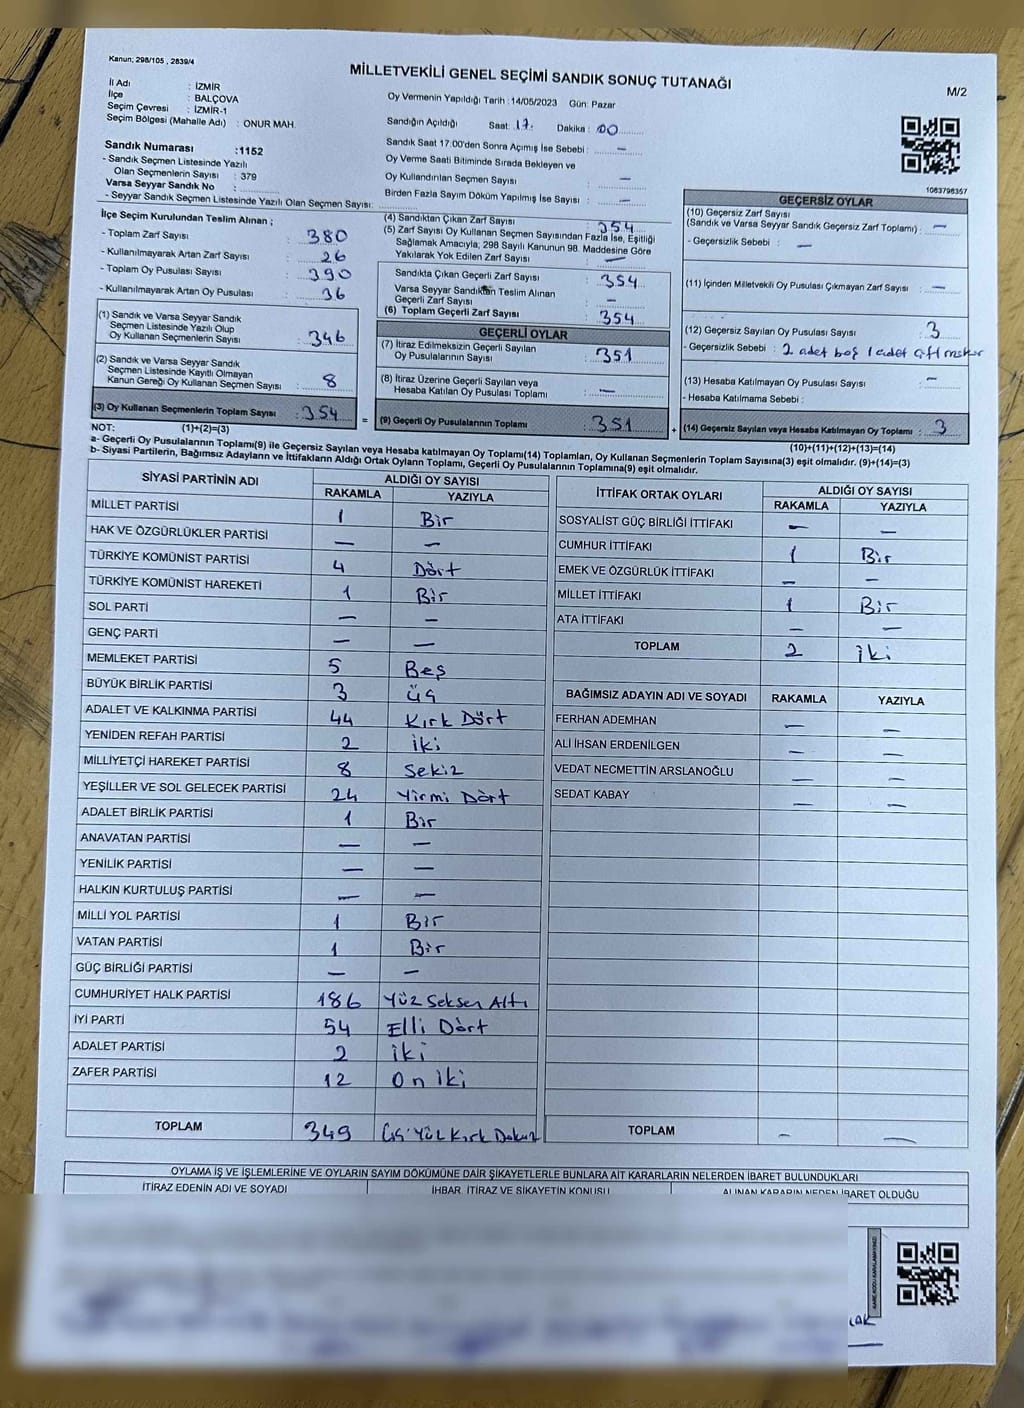 Kanun; 298/105 , 2839/4
MİLLETVEKİLİ GENEL SEÇİMİ SANDIK SONUÇ TUTANAĞI
M/2
İl Adı : İZMİR
İlçe : BALÇOVA
Seçim Çevresi : İZMİR-1
Seçim Bölgesi (Mahalle Adı) : ONUR MAH.
Sandık Numarası :1152
- Sandık Seçmen Listesinde Yazılı
Olan Seçmenlerin Sayısı : 379
Varsa Seyyar Sandık No :
- Seyyar Sandık Seçmen Listesinde Yazılı Olan Seçmen Sayısı:
Oy Vermenin Yapıldığı Tarih :14/05/2023 Gün: Pazar
Sandığın Açıldığı Saat: 17. Dakika : 00
Sandık Saat 17.00'den Sonra Açımış İse Sebebi : —
Oy Verme Saati Bitiminde Sırada Bekleyen ve
Oy Kullandırılan Seçmen Sayısı : —
Birden Fazla Sayım Döküm Yapılmış İse Sayısı : —
1083798357
İlçe Seçim Kurulundan Teslim Alınan ;
- Toplam Zarf Sayısı : 380
- Kullanılmayarak Artan Zarf Sayısı : 26
- Toplam Oy Pusulası Sayısı : 390
- Kullanılmayarak Artan Oy Pusulası : 36
(1) Sandık ve Varsa Seyyar Sandık
Seçmen Listesinde Yazılı Olup
Oy Kullanan Seçmenlerin Sayısı : 346
(2) Sandık ve Varsa Seyyar Sandık
Seçmen Listesinde Kayıtlı Olmayan
Kanun Gereği Oy Kullanan Seçmen Sayısı : 8
(3) Oy Kullanan Seçmenlerin Toplam Sayısı : 354
(4) Sandıktan Çıkan Zarf Sayısı : 354
(5) Zarf Sayısı Oy Kullanan Seçmen Sayısından Fazla İse, Eşitliği
Sağlamak Amacıyla, 298 Sayılı Kanunun 98. Maddesine Göre
Yakılarak Yok Edilen Zarf Sayısı : —
Sandıkta Çıkan Geçerli Zarf Sayısı : 354
Varsa Seyyar Sandıktan Teslim Alınan
Geçerli Zarf Sayısı : —
(6) Toplam Geçerli Zarf Sayısı : 354
GEÇERLİ OYLAR
(7) İtiraz Edilmeksizin Geçerli Sayılan
Oy Pusulalarının Sayısı : 351
(8) İtiraz Üzerine Geçerli Sayılan veya
Hesaba Katılan Oy Pusulası Toplamı : —
= (9) Geçerli Oy Pusulalarının Toplamı : 351
GEÇERSİZ OYLAR
(10) Geçersiz Zarf Sayısı
(Sandık ve Varsa Seyyar Sandık Geçersiz Zarf Toplamı) : —
- Geçersizlik Sebebi : —
(11) İçinden Milletvekili Oy Pusulası Çıkmayan Zarf Sayısı : —
(12) Geçersiz Sayılan Oy Pusulası Sayısı : 3
- Geçersizlik Sebebi : 2 adet boş 1 adet çift mühür
(13) Hesaba Katılmayan Oy Pusulası Sayısı : —
- Hesaba Katılmama Sebebi :
+ (14) Geçersiz Sayılan veya Hesaba Katılmayan Oy Toplamı : 3
NOT: (1)+(2)=(3)
(10)+(11)+(12)+(13)=(14)
a- Geçerli Oy Pusulalarının Toplamı(9) ile Geçersiz Sayılan veya Hesaba katılmayan Oy Toplamı(14) Toplamları, Oy Kullanan Seçmenlerin Toplam Sayısına(3) eşit olmalıdır. (9)+(14)=(3)
b- Siyasi Partilerin, Bağımsız Adayların ve İttifakların Aldığı Ortak Oyların Toplamı, Geçerli Oy Pusulalarının Toplamına(9) eşit olmalıdır.
SİYASİ PARTİNİN ADI ALDIĞI OY SAYISI
RAKAMLA YAZIYLA
MİLLET PARTİSİ 1 Bir
HAK VE ÖZGÜRLÜKLER PARTİSİ — —
TÜRKİYE KOMÜNİST PARTİSİ 4 Dört
TÜRKİYE KOMÜNİST HAREKETİ 1 Bir
SOL PARTİ — —
GENÇ PARTİ — —
MEMLEKET PARTİSİ 5 Beş
BÜYÜK BİRLİK PARTİSİ 3 üç
ADALET VE KALKINMA PARTİSİ 44 Kırk Dört
YENİDEN REFAH PARTİSİ 2 iki
MİLLİYETÇİ HAREKET PARTİSİ 8 Sekiz
YEŞİLLER VE SOL GELECEK PARTİSİ 24 Yirmi Dört
ADALET BİRLİK PARTİSİ 1 Bir
ANAVATAN PARTİSİ — —
YENİLİK PARTİSİ — —
HALKIN KURTULUŞ PARTİSİ — —
MİLLİ YOL PARTİSİ 1 Bir
VATAN PARTİSİ 1 Bir
GÜÇ BİRLİĞİ PARTİSİ — —
CUMHURİYET HALK PARTİSİ 186 Yüz Seksen Altı
İYİ PARTİ 54 Elli Dört
ADALET PARTİSİ 2 iki
ZAFER PARTİSİ 12 On iki
TOPLAM 349 Üç Yüz Kırk Dokuz
İTTİFAK ORTAK OYLARI ALDIĞI OY SAYISI
RAKAMLA YAZIYLA
SOSYALİST GÜÇ BİRLİĞİ İTTİFAKI — —
CUMHUR İTTİFAKI 1 Bir
EMEK VE ÖZGÜRLÜK İTTİFAKI — —
MİLLET İTTİFAKI 1 Bir
ATA İTTİFAKI — —
TOPLAM 2 iki
BAĞIMSIZ ADAYIN ADI VE SOYADI RAKAMLA YAZIYLA
FERHAN ADEMHAN — —
ALİ İHSAN ERDENİLGEN — —
VEDAT NECMETTİN ARSLANOĞLU — —
SEDAT KABAY — —
TOPLAM — —
OYLAMA İŞ VE İŞLEMLERİNE VE OYLARIN SAYIM DÖKÜMÜNE DAİR ŞİKAYETLERLE BUNLARA AİT KARARLARIN NELERDEN İBARET BULUNDUKLARI
İTİRAZ EDENİN ADI VE SOYADI İHBAR, İTİRAZ VE ŞİKAYETİN KONUSU ALINAN KARARIN NEDEN İBARET OLDUĞU